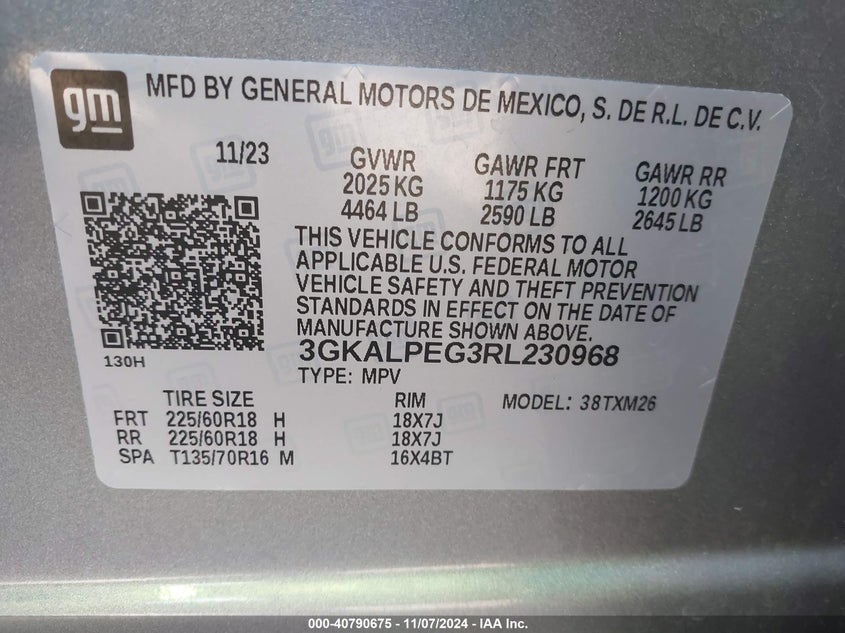 gm
MFD BY GENERAL MOTORS DE MEXICO, S. DE R.L. DE C.V.
11/23
GVWR GAWR FRT GAWR RR
2025 KG 1175 KG 1200 KG
4464 LB 2590 LB 2645 LB
THIS VEHICLE CONFORMS TO ALL
APPLICABLE U.S. FEDERAL MOTOR
VEHICLE SAFETY AND THEFT PREVENTION
STANDARDS IN EFFECT ON THE DATE OF
MANUFACTURE SHOWN ABOVE.
130H
3GKALPEG3RL230968
TYPE: MPV
TIRE SIZE RIM MODEL: 38TXM26
FRT 225/60R18 H 18X7J
RR 225/60R18 H 18X7J
SPA T135/70R16 M 16X4BT
000-40790675 - 11/07/2024 - IAA Inc.